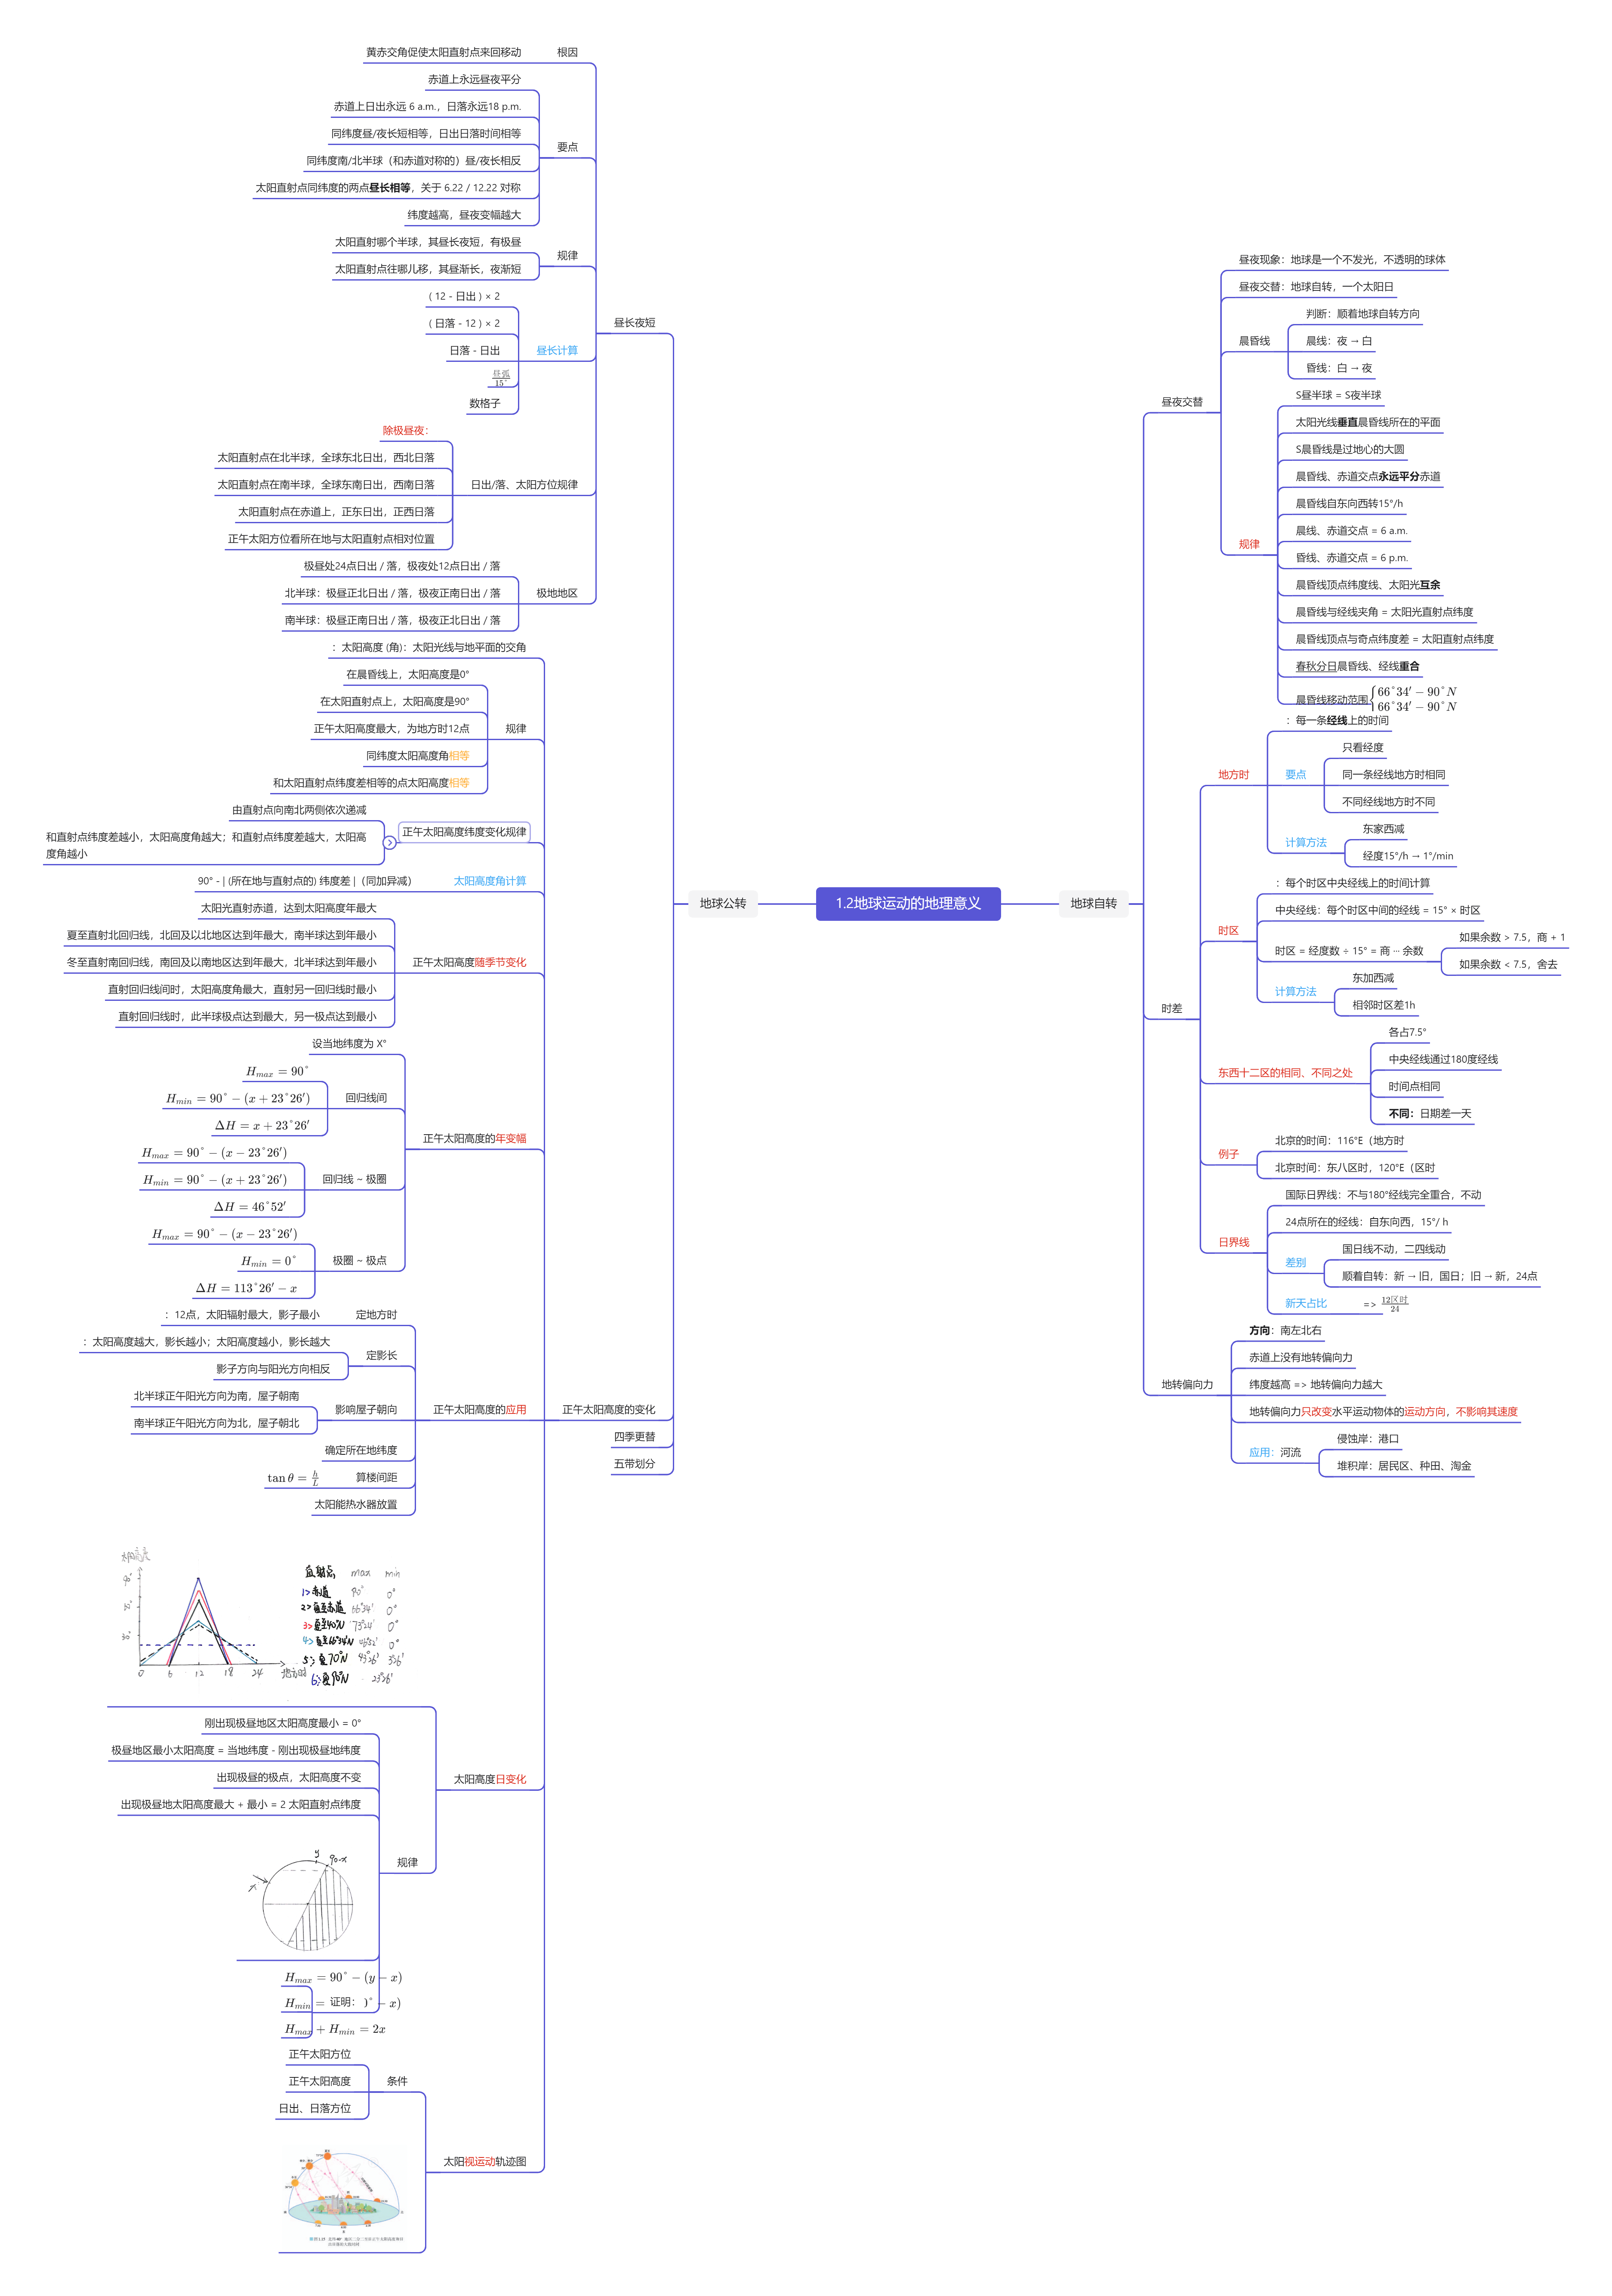 1.2地球运动的地理意义
地球公转
昼长夜短
根因
黄赤交角促使太阳直射点来回移动
要点
赤道上永远昼夜平分
赤道上日出永远 6 a.m.，日落永远18 p.m.
同纬度昼/夜长短相等，日出日落时间相等
同纬度南/北半球（和赤道对称的）昼/夜长相反
太阳直射点同纬度的两点昼长相等，关于 6.22 / 12.22 对称
纬度越高，昼夜变幅越大
规律
太阳直射哪个半球，其昼长夜短，有极昼
太阳直射点往哪儿移，其昼渐长，夜渐短
昼长计算
( 12 - 日出 ) × 2
( 日落 - 12 ) × 2
日落 - 日出
昼弧/15°
数格子
日出/落、太阳方位规律
除极昼夜：
太阳直射点在北半球，全球东北日出，西北日落
太阳直射点在南半球，全球东南日出，西南日落
太阳直射点在赤道上，正东日出，正西日落
正午太阳方位看所在地与太阳直射点相对位置
极地地区
极昼处24点日出 / 落，极夜处12点日出 / 落
北半球：极昼正北日出 / 落，极夜正南日出 / 落
南半球：极昼正南日出 / 落，极夜正北日出 / 落
正午太阳高度的变化
：太阳高度 (角)：太阳光线与地平面的交角
规律
在晨昏线上，太阳高度是0°
在太阳直射点上，太阳高度是90°
正午太阳高度最大，为地方时12点
同纬度太阳高度角相等
和太阳直射点纬度差相等的点太阳高度相等
正午太阳高度纬度变化规律
由直射点向南北两侧依次递减
和直射点纬度差越小，太阳高度角越大；和直射点纬度差越大，太阳高
度角越小
太阳高度角计算
90° - | (所在地与直射点的) 纬度差 |（同加异减）
正午太阳高度随季节变化
太阳光直射赤道，达到太阳高度年最大
夏至直射北回归线，北回及以北地区达到年最大，南半球达到年最小
冬至直射南回归线，南回及以南地区达到年最大，北半球达到年最小
直射回归线间时，太阳高度角最大，直射另一回归线时最小
直射回归线时，此半球极点达到最大，另一极点达到最小
正午太阳高度的年变幅
设当地纬度为 X°
回归线间
H_max = 90°
H_min = 90° − (x + 23°26′)
ΔH = x + 23°26′
回归线 ~ 极圈
H_max = 90° − (x − 23°26′)
H_min = 90° − (x + 23°26′)
ΔH = 46°52′
极圈 ~ 极点
H_max = 90° − (x − 23°26′)
H_min = 0°
ΔH = 113°26′ − x
正午太阳高度的应用
定地方时
：12点，太阳辐射最大，影子最小
定影长
：太阳高度越大，影长越小；太阳高度越小，影长越大
影子方向与阳光方向相反
影响屋子朝向
北半球正午阳光方向为南，屋子朝南
南半球正午阳光方向为北，屋子朝北
确定所在地纬度
算楼间距
tan θ = h/L
太阳能热水器放置
太阳高度日变化
太阳高度
90°
30°
0 6 12 18 24 地方时
直射点 max min
1> 赤道 90° 0°
2> 夏至赤道 66°34′ 0°
3> 夏至40°N 73°24′ 0°
4> 夏至66°34′N 46°52′ 0°
5> 夏70°N 43°26′ 3°26′
6> 夏90°N - 23°26′
规律
刚出现极昼地区太阳高度最小 = 0°
极昼地区最小太阳高度 = 当地纬度 - 刚出现极昼地纬度
出现极昼的极点，太阳高度不变
出现极昼地太阳高度最大 + 最小 = 2 太阳直射点纬度
y 90-x
x
证明：
H_max = 90° − (y − x)
H_min = )° − x)
H_max + H_min = 2x
太阳视运动轨迹图
条件
正午太阳方位
正午太阳高度
日出、日落方位
四季更替
五带划分
地球自转
昼夜交替
昼夜现象：地球是一个不发光，不透明的球体
昼夜交替：地球自转，一个太阳日
晨昏线
判断：顺着地球自转方向
晨线：夜 → 白
昏线：白 → 夜
规律
S昼半球 = S夜半球
太阳光线垂直晨昏线所在的平面
S晨昏线是过地心的大圆
晨昏线、赤道交点永远平分赤道
晨昏线自东向西转15°/h
晨线、赤道交点 = 6 a.m.
昏线、赤道交点 = 6 p.m.
晨昏线顶点纬度线、太阳光互余
晨昏线与经线夹角 = 太阳光直射点纬度
晨昏线顶点与奇点纬度差 = 太阳直射点纬度
春秋分日晨昏线、经线重合
晨昏线移动范围{66°34′ − 90°N
66°34′ − 90°N
时差
地方时
：每一条经线上的时间
要点
只看经度
同一条经线地方时相同
不同经线地方时不同
计算方法
东家西减
经度15°/h → 1°/min
时区
：每个时区中央经线上的时间计算
中央经线：每个时区中间的经线 = 15° × 时区
时区 = 经度数 ÷ 15° = 商 ··· 余数
如果余数 > 7.5，商 + 1
如果余数 < 7.5，舍去
计算方法
东加西减
相邻时区差1h
东西十二区的相同、不同之处
各占7.5°
中央经线通过180度经线
时间点相同
不同：日期差一天
例子
北京的时间：116°E（地方时
北京时间：东八区时，120°E（区时
日界线
国际日界线：不与180°经线完全重合，不动
24点所在的经线：自东向西，15°/ h
差别
国日线不动，二四线动
顺着自转：新 → 旧，国日；旧 → 新，24点
新天占比
=> 12区时/24
地转偏向力
方向：南左北右
赤道上没有地转偏向力
纬度越高 => 地转偏向力越大
地转偏向力只改变水平运动物体的运动方向，不影响其速度
应用：河流
侵蚀岸：港口
堆积岸：居民区、种田、淘金